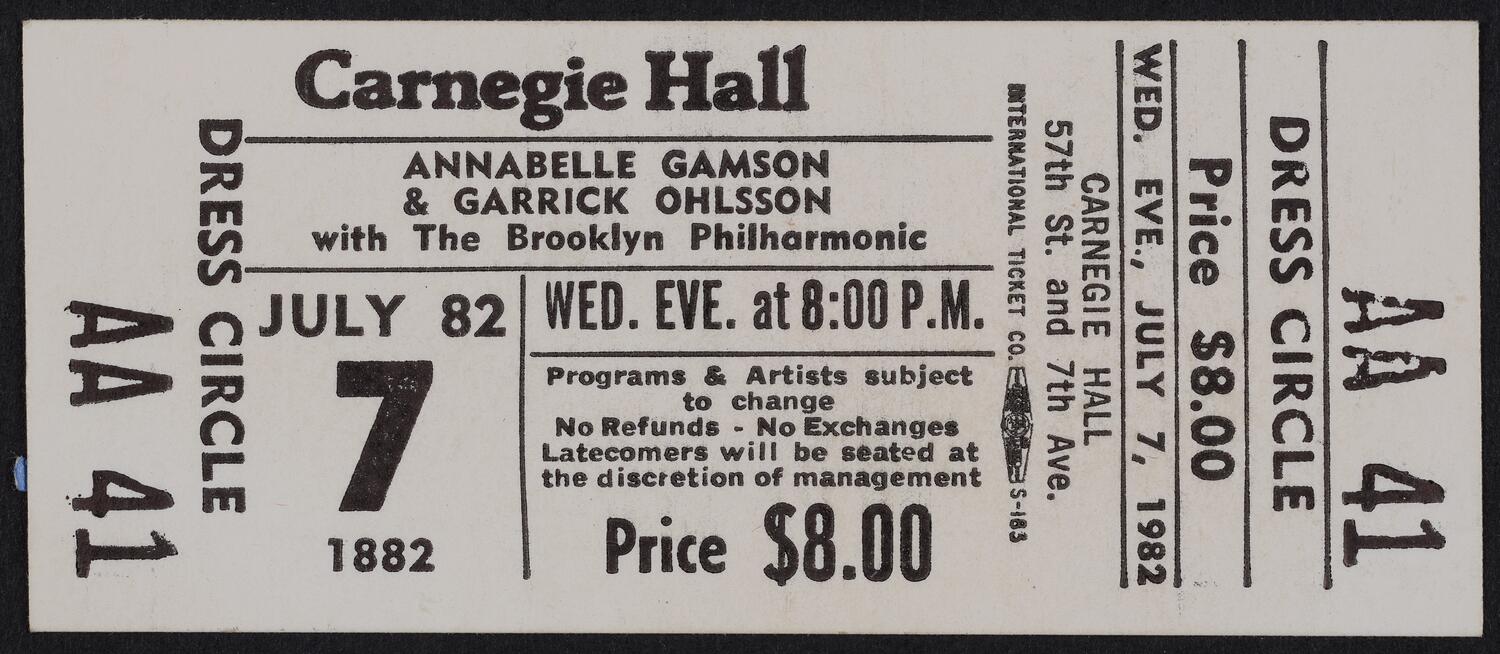 AA 41
DRESS CIRCLE
Carnegie Hall
ANNABELLE GAMSON
& GARRICK OHLSSON
with The Brooklyn Philharmonic
JULY 82
7
1882
WED. EVE. at 8:00 P.M.
Programs & Artists subject
to change
No Refunds - No Exchanges
Latecomers will be seated at
the discretion of management
Price $8.00
INTERNATIONAL TICKET CO. S-183
CARNEGIE HALL
57th St. and 7th Ave.
WED. EVE., JULY 7, 1982
Price $8.00
DRESS CIRCLE
AA 41